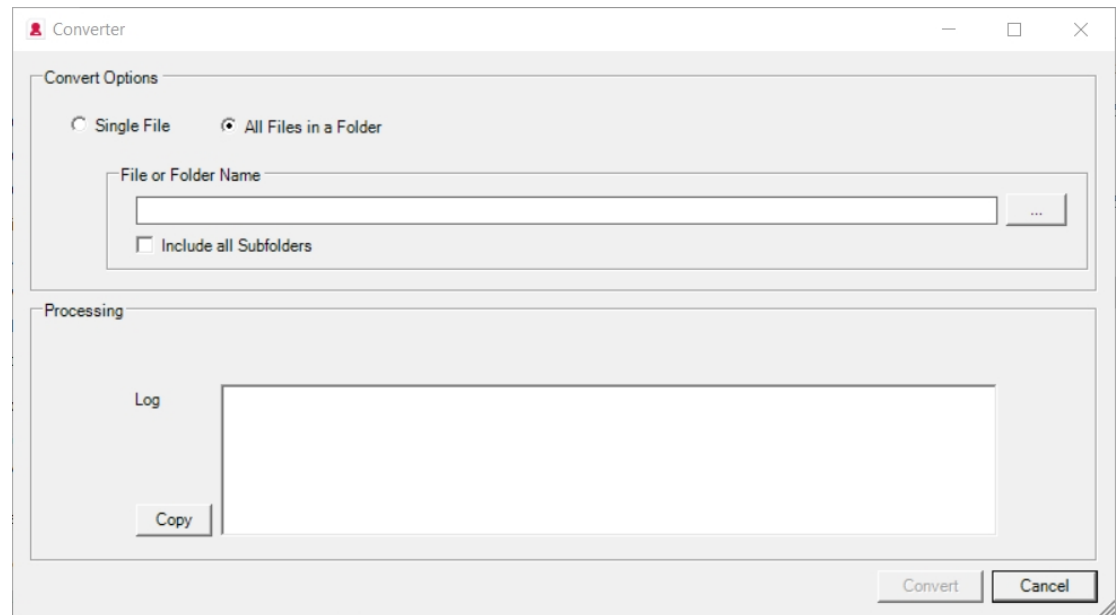 Converter
Convert Options
Single File All Files in a Folder
File or Folder Name
...
Include all Subfolders
Processing
Log
Copy
Convert Cancel